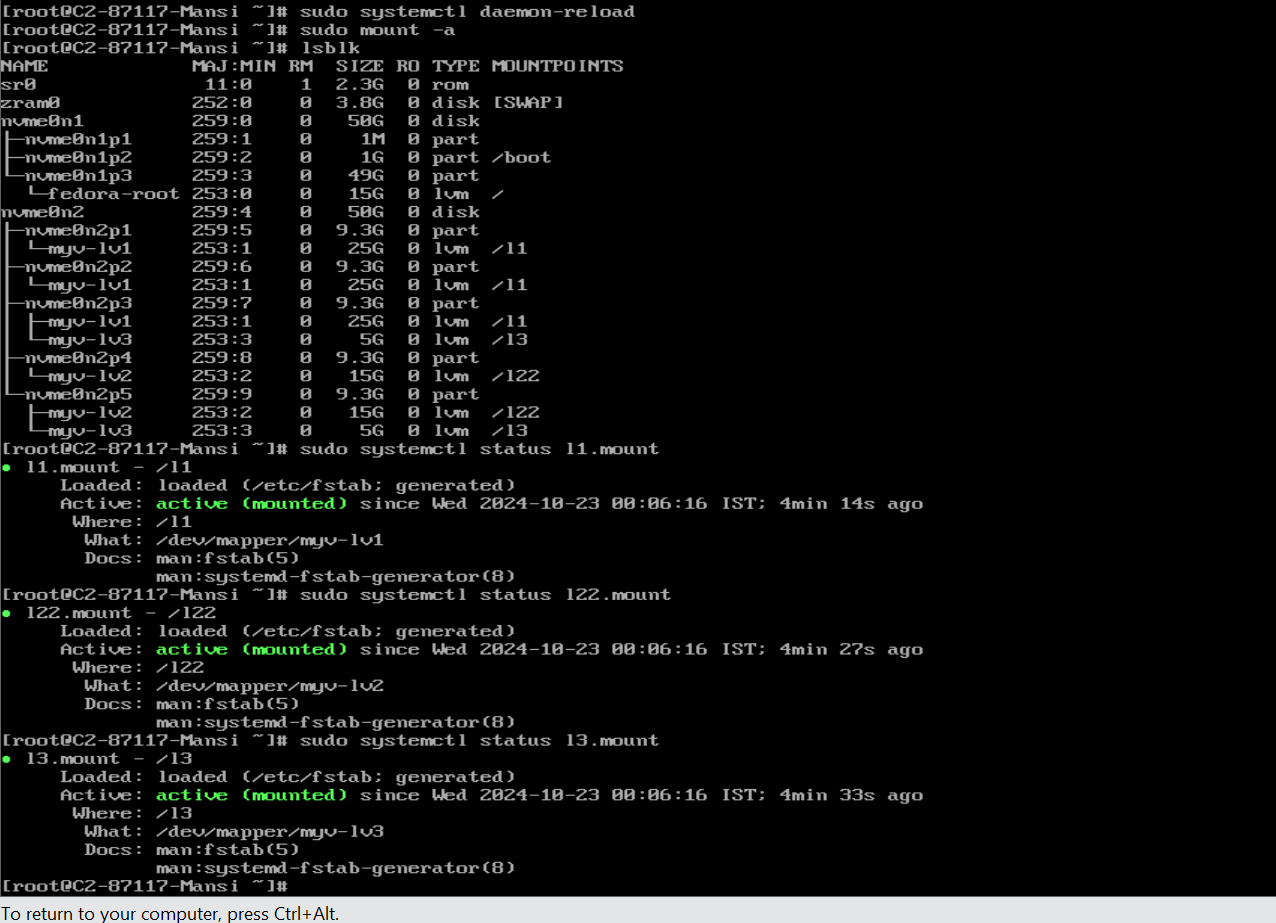 [root@C2-87117-Mansi ~]# sudo systemctl daemon-reload
[root@C2-87117-Mansi ~]# sudo mount -a
[root@C2-87117-Mansi ~]# lsblk
NAME            MAJ:MIN RM  SIZE RO TYPE MOUNTPOINTS
sr0              11:0    1  2.3G  0 rom
zram0           252:0    0  3.8G  0 disk [SWAP]
nvme0n1         259:0    0   50G  0 disk
├─nvme0n1p1     259:1    0    1M  0 part
├─nvme0n1p2     259:2    0    1G  0 part /boot
└─nvme0n1p3     259:3    0   49G  0 part
  └─fedora-root 253:0    0   15G  0 lvm  /
nvme0n2         259:4    0   50G  0 disk
├─nvme0n2p1     259:5    0  9.3G  0 part
│ └─myv-lv1     253:1    0   25G  0 lvm  /l1
├─nvme0n2p2     259:6    0  9.3G  0 part
│ └─myv-lv1     253:1    0   25G  0 lvm  /l1
├─nvme0n2p3     259:7    0  9.3G  0 part
│ ├─myv-lv1     253:1    0   25G  0 lvm  /l1
│ └─myv-lv3     253:3    0    5G  0 lvm  /l3
├─nvme0n2p4     259:8    0  9.3G  0 part
│ └─myv-lv2     253:2    0   15G  0 lvm  /l22
└─nvme0n2p5     259:9    0  9.3G  0 part
  ├─myv-lv2     253:2    0   15G  0 lvm  /l22
  └─myv-lv3     253:3    0    5G  0 lvm  /l3
[root@C2-87117-Mansi ~]# sudo systemctl status l1.mount
● l1.mount - /l1
     Loaded: loaded (/etc/fstab; generated)
     Active: active (mounted) since Wed 2024-10-23 00:06:16 IST; 4min 14s ago
      Where: /l1
       What: /dev/mapper/myv-lv1
       Docs: man:fstab(5)
             man:systemd-fstab-generator(8)
[root@C2-87117-Mansi ~]# sudo systemctl status l22.mount
● l22.mount - /l22
     Loaded: loaded (/etc/fstab; generated)
     Active: active (mounted) since Wed 2024-10-23 00:06:16 IST; 4min 27s ago
      Where: /l22
       What: /dev/mapper/myv-lv2
       Docs: man:fstab(5)
             man:systemd-fstab-generator(8)
[root@C2-87117-Mansi ~]# sudo systemctl status l3.mount
● l3.mount - /l3
     Loaded: loaded (/etc/fstab; generated)
     Active: active (mounted) since Wed 2024-10-23 00:06:16 IST; 4min 33s ago
      Where: /l3
       What: /dev/mapper/myv-lv3
       Docs: man:fstab(5)
             man:systemd-fstab-generator(8)
[root@C2-87117-Mansi ~]#
To return to your computer, press Ctrl+Alt.